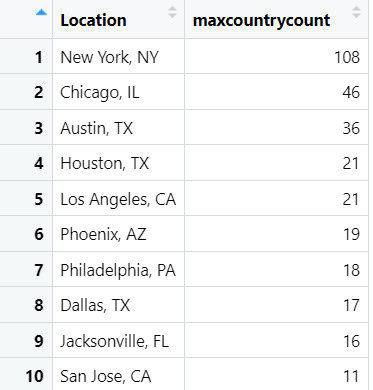 Location maxcountrycount
1 New York, NY 108
2 Chicago, IL 46
3 Austin, TX 36
4 Houston, TX 21
5 Los Angeles, CA 21
6 Phoenix, AZ 19
7 Philadelphia, PA 18
8 Dallas, TX 17
9 Jacksonville, FL 16
10 San Jose, CA 11